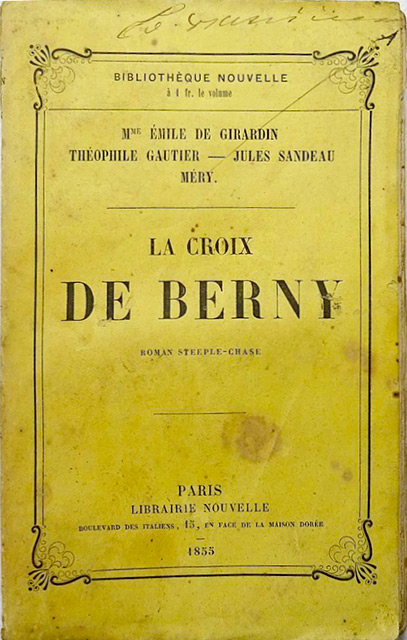 BIBLIOTHÈQUE NOUVELLE
à 1 fr. le volume
MME ÉMILE DE GIRARDIN
THÉOPHILE GAUTIER — JULES SANDEAU
MÉRY.
LA CROIX
DE BERNY
ROMAN STEEPLE-CHASE
PARIS
LIBRAIRIE NOUVELLE
BOULEVARD DES ITALIENS, 15, EN FACE DE LA MAISON DORÉE
—
1855